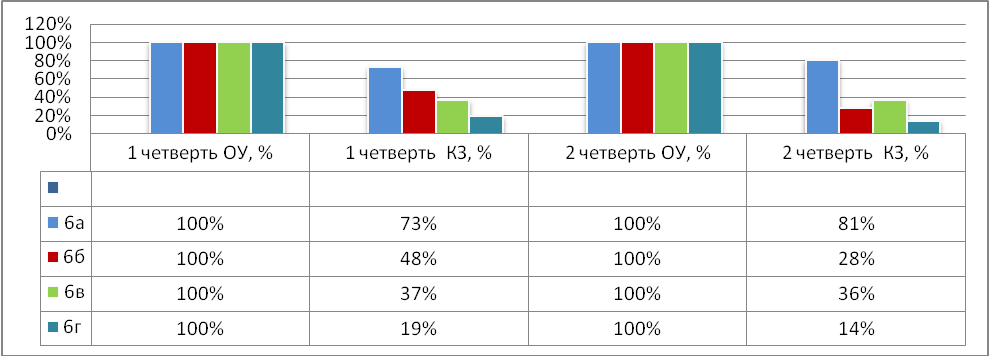 120%
100%
80%
60%
40%
20%
0%
1 четверть ОУ, % 1 четверть КЗ, % 2 четверть ОУ, % 2 четверть КЗ, %
6а 100% 73% 100% 81%
6б 100% 48% 100% 28%
6в 100% 37% 100% 36%
6г 100% 19% 100% 14%